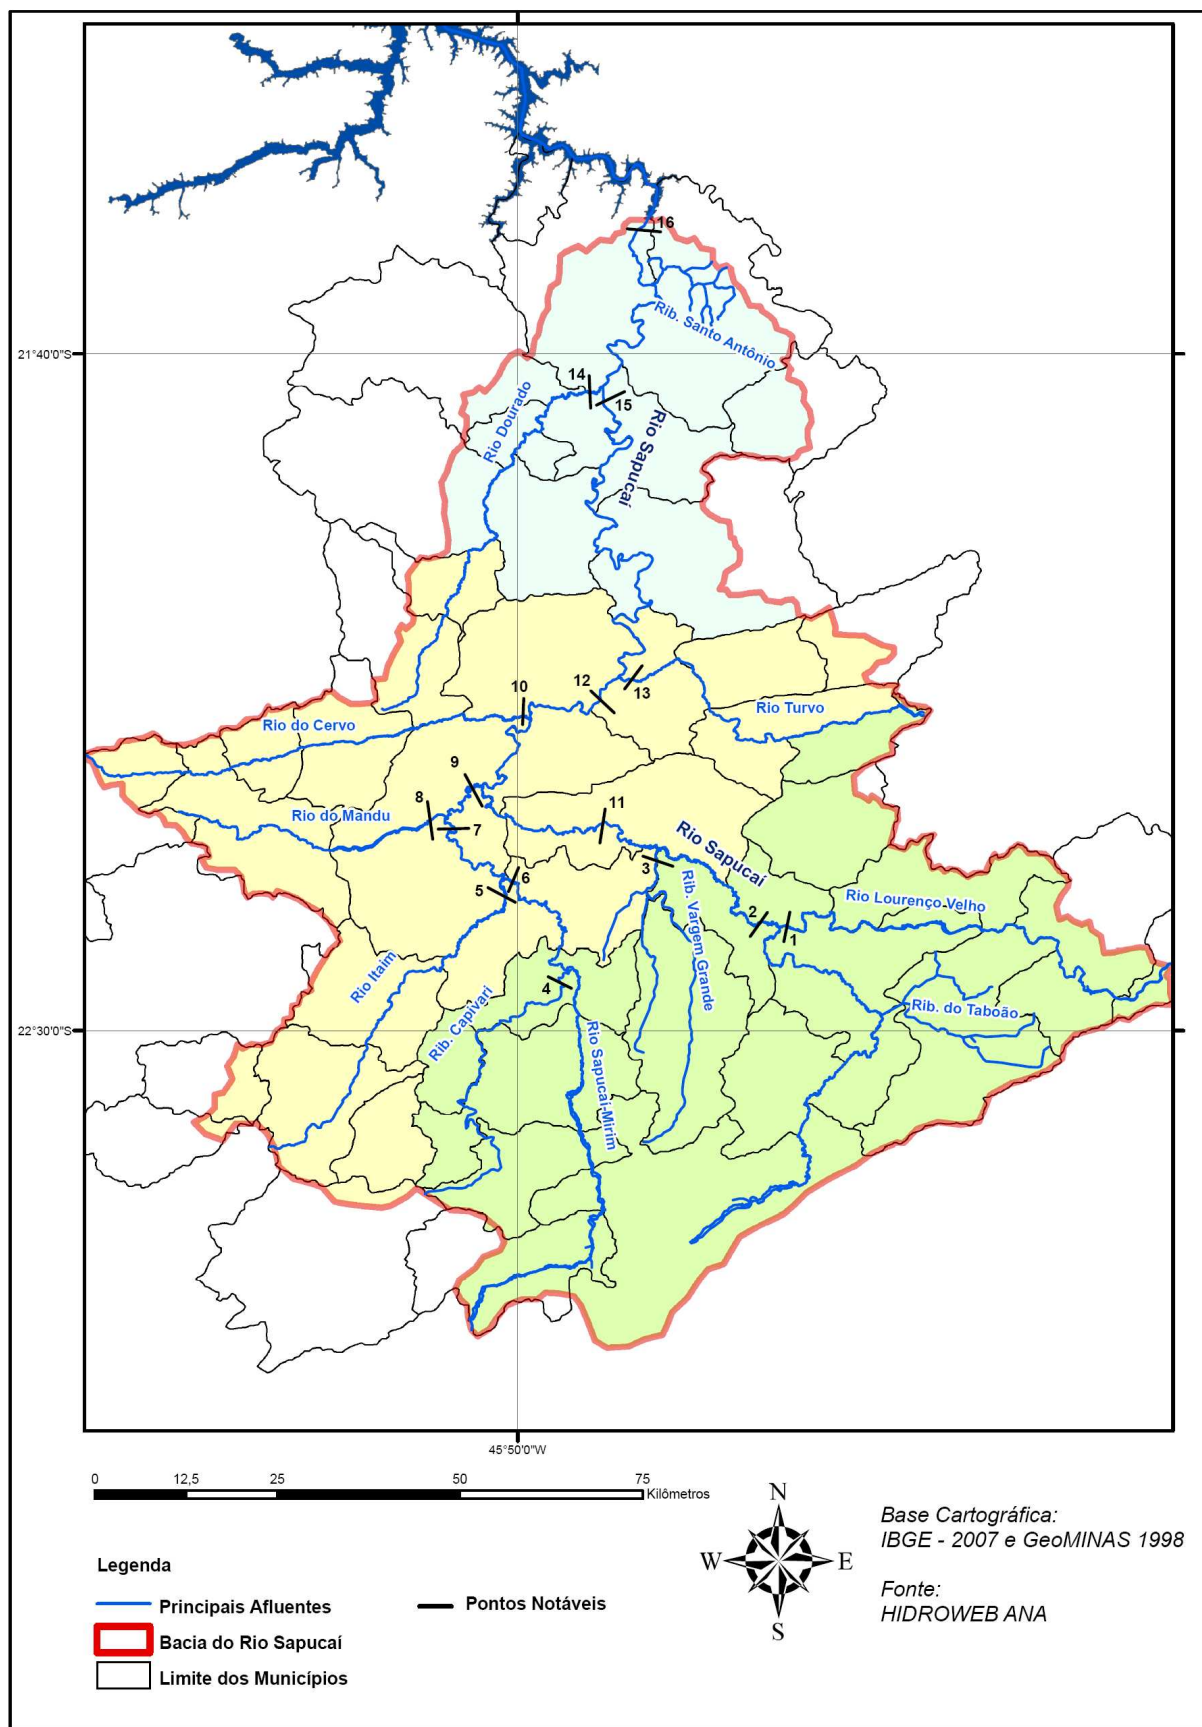 16
Rib. Santo Antônio
21°40'0"S
14
15
Rio Dourado
Rio Sapucaí
10
12
13
Rio do Cervo
Rio Turvo
9
8
11
Rio do Mandu
7
Rio Sapucaí
3
6
5
Rib. Vargem Grande
Rio Lourenço Velho
2
1
Rio Itaim
4
Rib. Capivari
Rib. do Taboão
22°30'0"S
Rio Sapucaí-Mirim
45°50'0"W
0
12,5
25
50
75
Kilômetros
N
W
E
S
Base Cartográfica:
IBGE - 2007 e GeoMINAS 1998
Fonte:
HIDROWEB ANA
Legenda
Principais Afluentes
Pontos Notáveis
Bacia do Rio Sapucaí
Limite dos Municípios